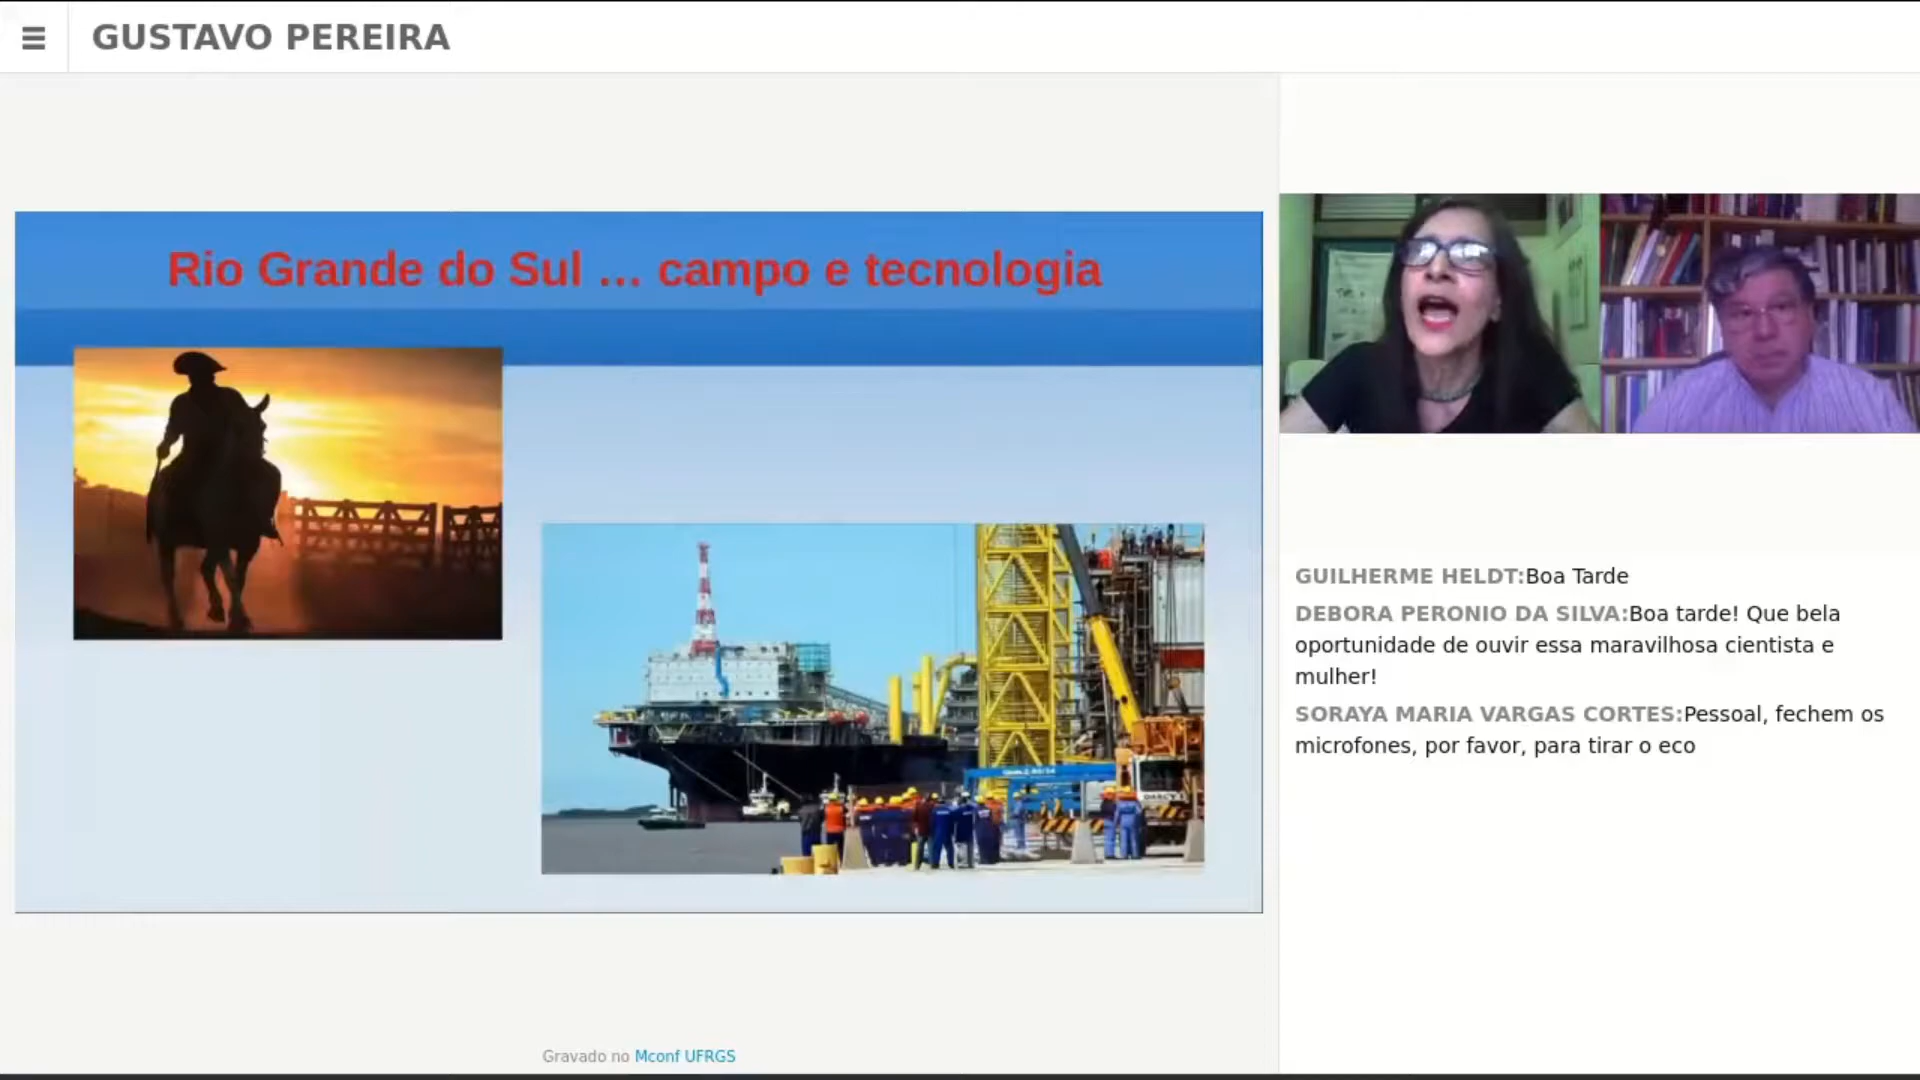 GUSTAVO PEREIRA
Rio Grande do Sul ... campo e tecnologia
GUILHERME HELDT:Boa Tarde
DEBORA PERONIO DA SILVA:Boa tarde! Que bela
oportunidade de ouvir essa maravilhosa cientista e
mulher!
SORAYA MARIA VARGAS CORTES:Pessoal, fechem os
microfones, por favor, para tirar o eco
Gravado no Mconf UFRGS